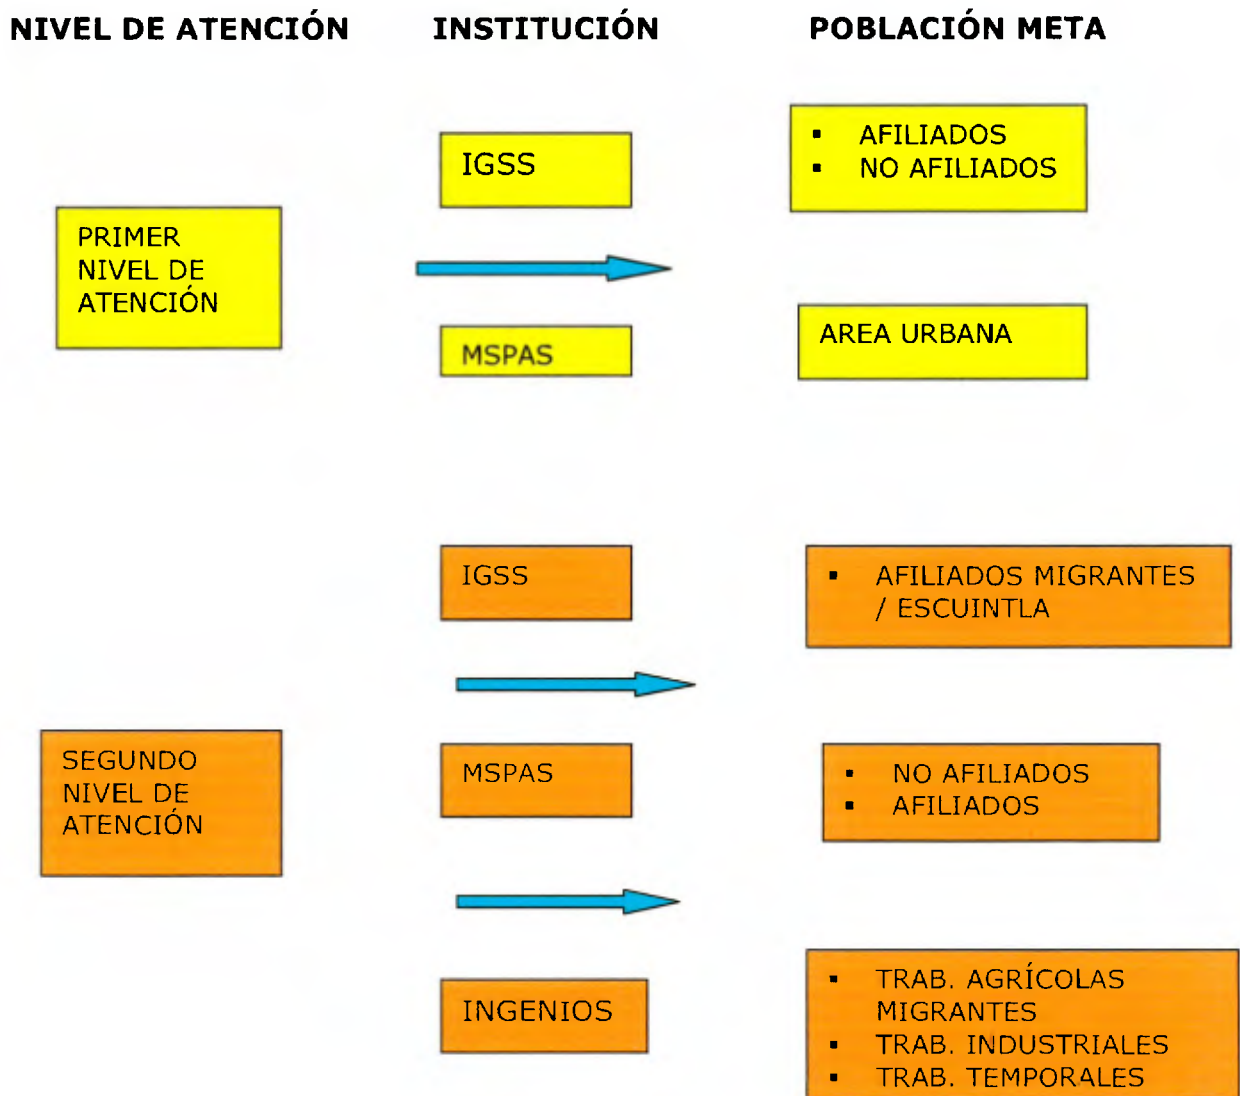 NIVEL DE ATENCIÓN INSTITUCIÓN POBLACIÓN META
PRIMER
NIVEL DE
ATENCIÓN
IGSS
▪ AFILIADOS
▪ NO AFILIADOS
MSPAS
AREA URBANA
SEGUNDO
NIVEL DE
ATENCIÓN
IGSS
▪ AFILIADOS MIGRANTES
/ ESCUINTLA
MSPAS
▪ NO AFILIADOS
▪ AFILIADOS
INGENIOS
▪ TRAB. AGRÍCOLAS
MIGRANTES
▪ TRAB. INDUSTRIALES
▪ TRAB. TEMPORALES